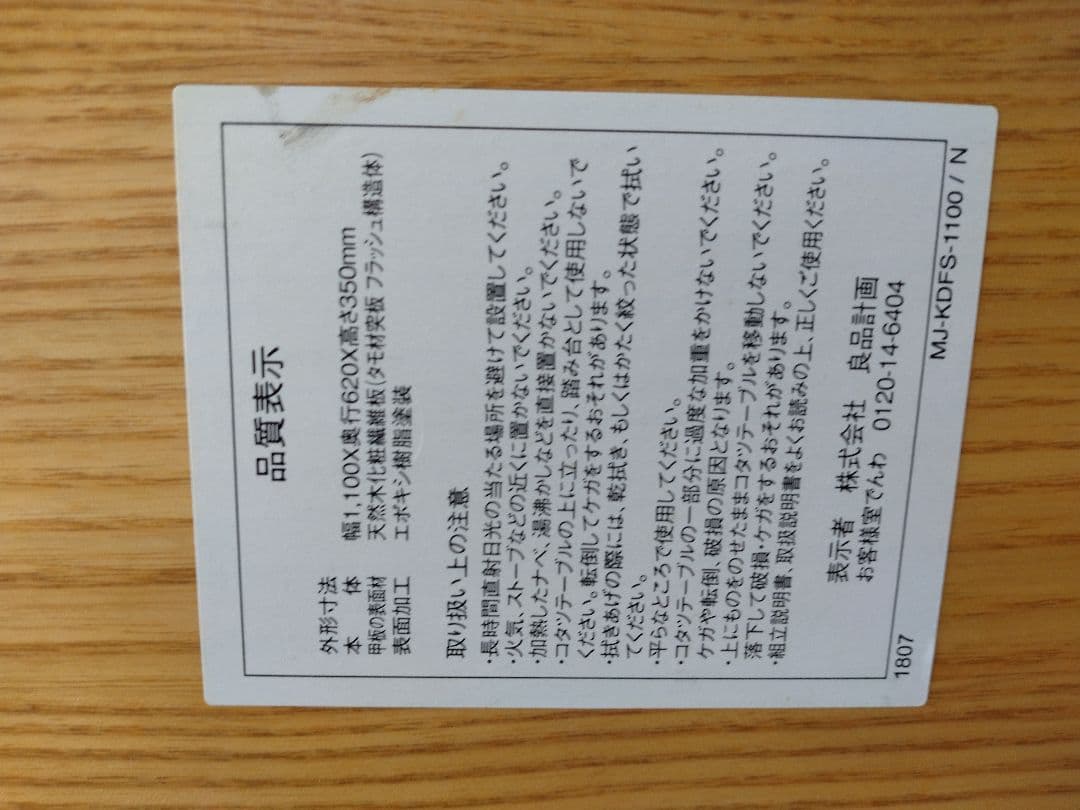 品質表示
外形寸法 幅1,100X奥行620X高さ350mm
本体 天然木化粧繊維板(タモ材突板 フラッシュ構造体)
甲板の表面材
表面加工 エポキシ樹脂塗装
取り扱い上の注意
・長時間直射日光の当たる場所を避けて設置してください。
・火気、ストーブなどの近くに置かないでください。
・加熱したナベ、湯沸かしなどを直接置かないでください。
・コタツテーブルの上に立ったり、踏み台として使用しないで
ください。転倒してケガをするおそれがあります。
・拭きあげの際には、乾拭き、もしくはかたく絞った状態で拭い
てください。
・平らなところで使用してください。
・コタツテーブルの一部分に過度な加重をかけないでください。
ケガや転倒、破損の原因となります。
・上にものをのせたままコタツテーブルを移動しないでください。
落下して破損・ケガをするおそれがあります。
・組立説明書、取扱説明書をよくお読みの上、正しくご使用ください。
表示者 株式会社 良品計画
お客様室でんわ 0120-14-6404
1807 MJ-KDFS-1100 / N